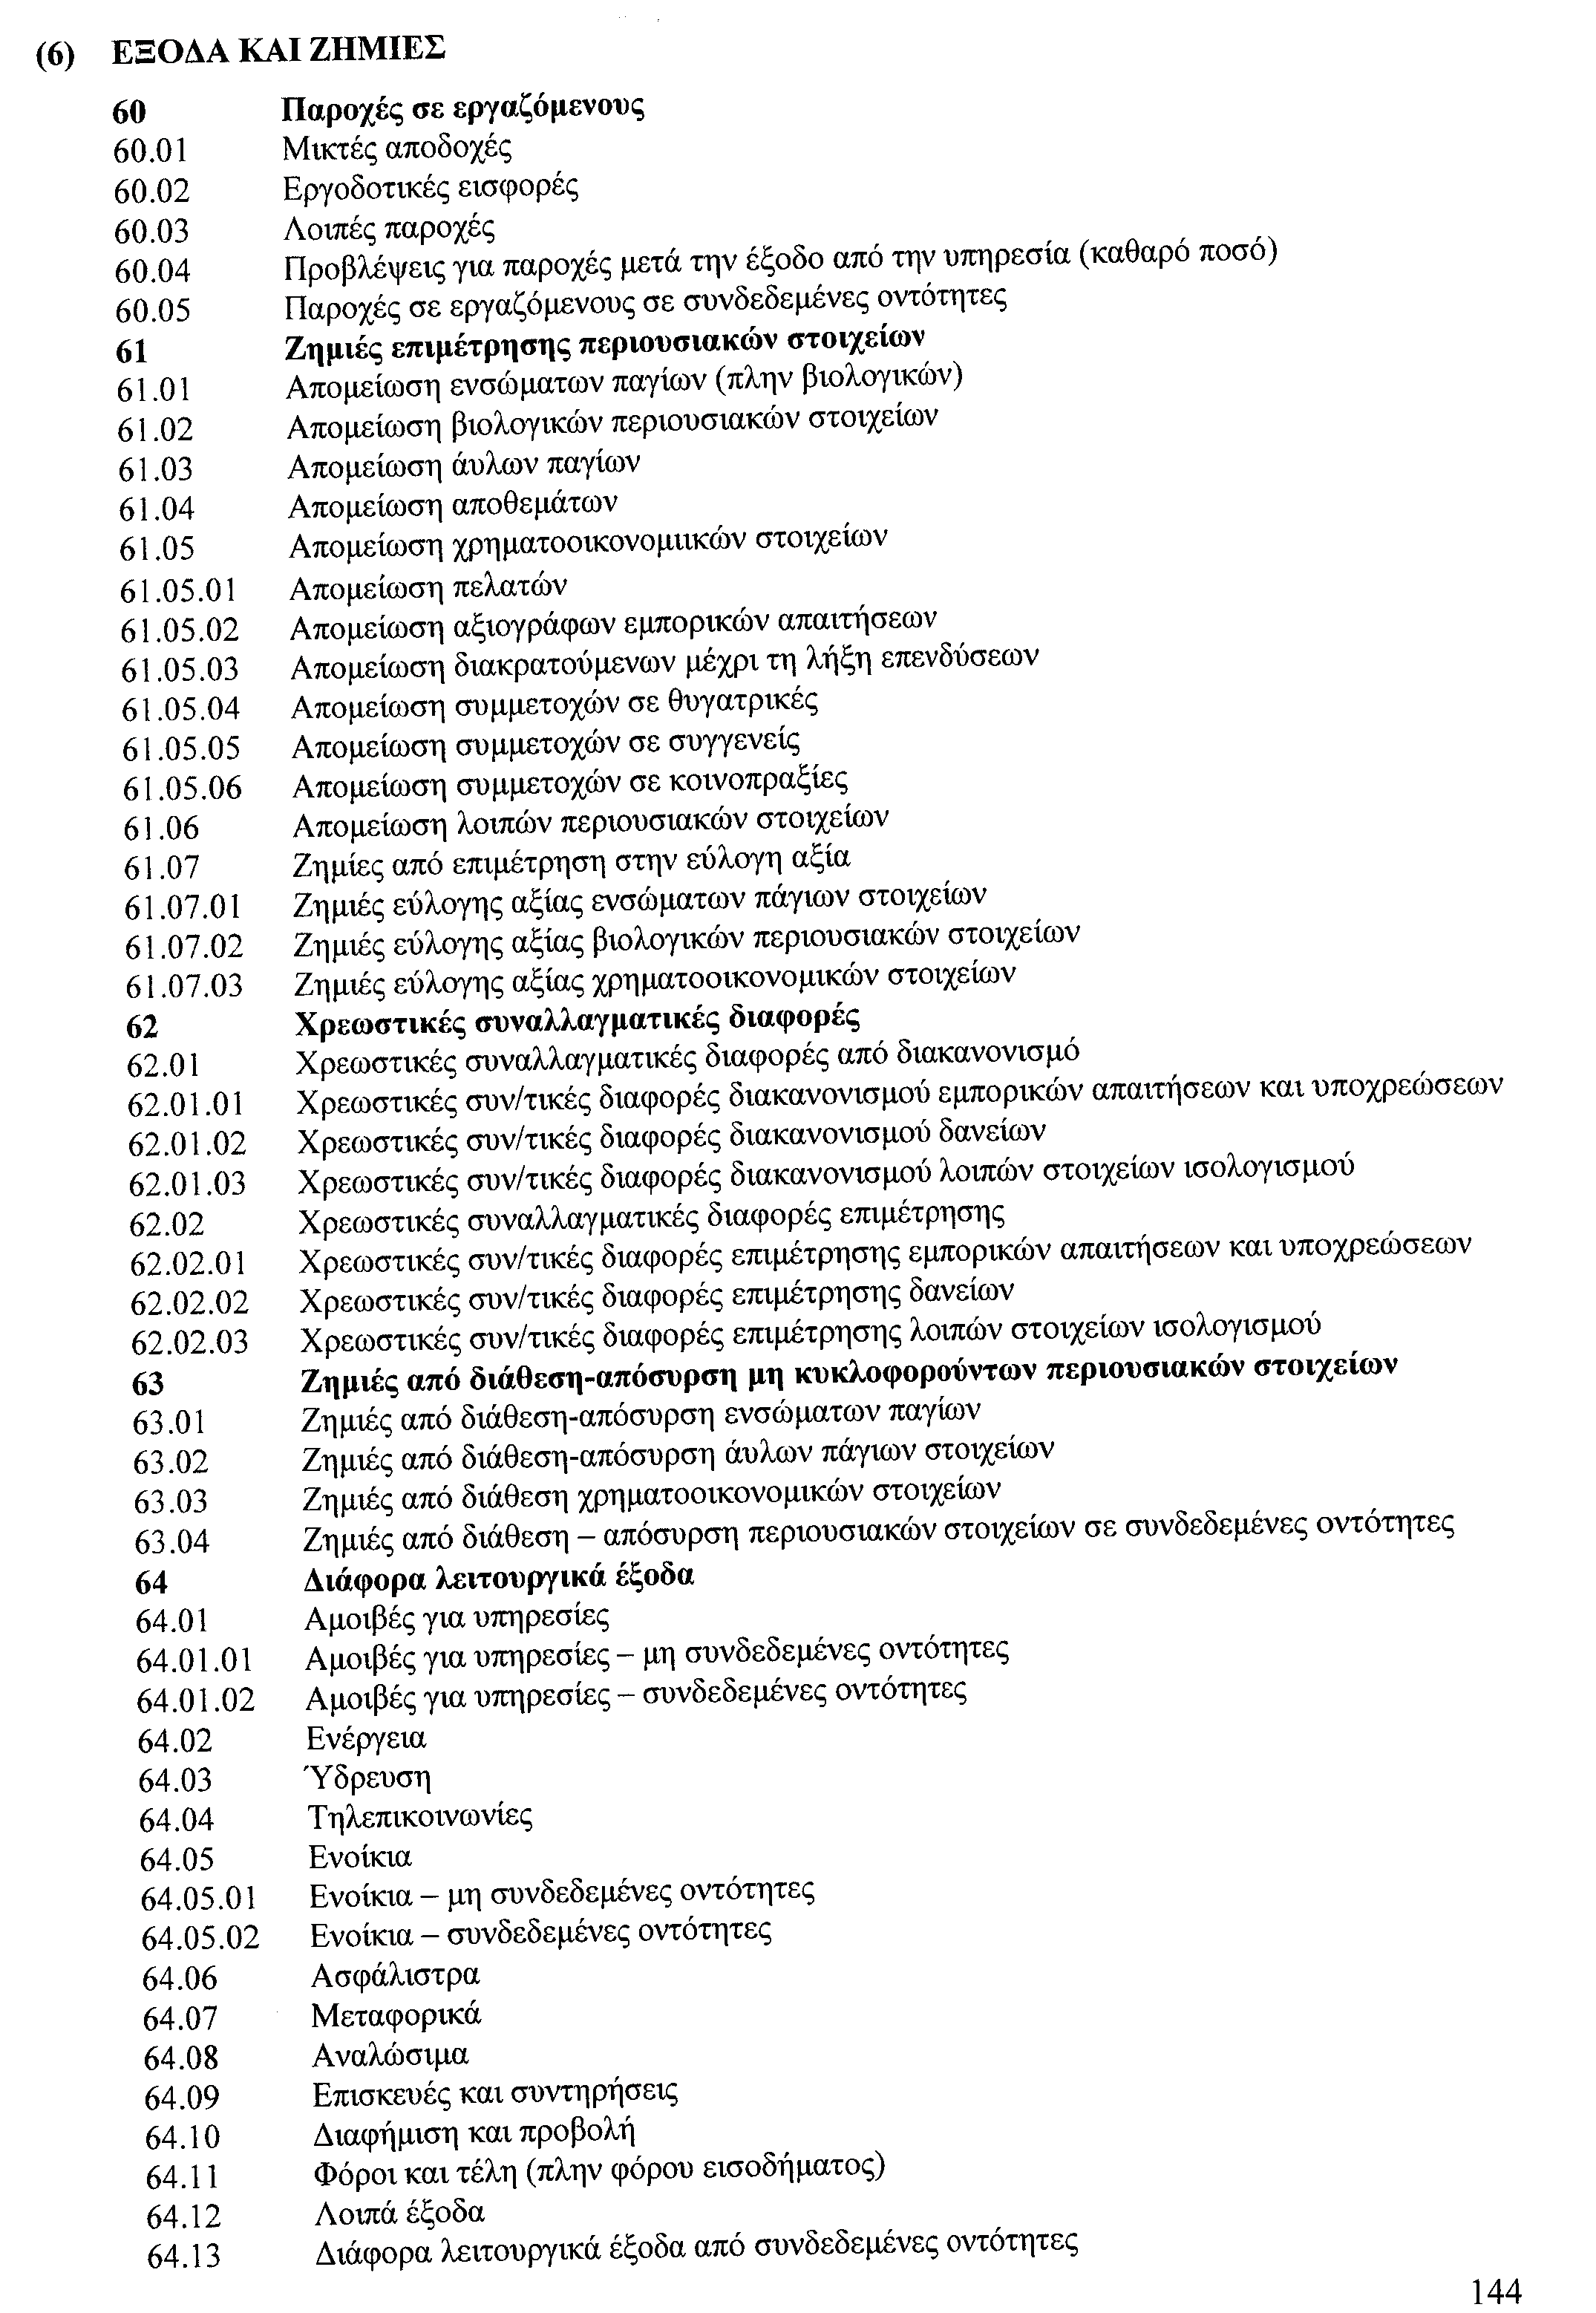 (6) ΕΞΟΔΑ ΚΑΙ ΖΗΜΙΕΣ
60 Παροχές σε εργαζόμενους
60.01 Μικτές αποδοχές
60.02 Εργοδοτικές εισφορές
60.03 Λοιπές παροχές
60.04 Προβλέψεις για παροχές μετά την έξοδο από την υπηρεσία (καθαρό ποσό)
60.05 Παροχές σε εργαζόμενους σε συνδεδεμένες οντότητες
61 Ζημιές επιμέτρησης περιουσιακών στοιχείων
61.01 Απομείωση ενσώματων παγίων (πλην βιολογικών)
61.02 Απομείωση βιολογικών περιουσιακών στοιχείων
61.03 Απομείωση άυλων παγίων
61.04 Απομείωση αποθεμάτων
61.05 Απομείωση χρηματοοικονομιικών στοιχείων
61.05.01 Απομείωση πελατών
61.05.02 Απομείωση αξιογράφων εμπορικών απαιτήσεων
61.05.03 Απομείωση διακρατούμενων μέχρι τη λήξη επενδύσεων
61.05.04 Απομείωση συμμετοχών σε θυγατρικές
61.05.05 Απομείωση συμμετοχών σε συγγενείς
61.05.06 Απομείωση συμμετοχών σε κοινοπραξίες
61.06 Απομείωση λοιπών περιουσιακών στοιχείων
61.07 Ζημίες από επιμέτρηση στην εύλογη αξία
61.07.01 Ζημιές εύλογης αξίας ενσώματων πάγιων στοιχείων
61.07.02 Ζημιές εύλογης αξίας βιολογικών περιουσιακών στοιχείων
61.07.03 Ζημιές εύλογης αξίας χρηματοοικονομικών στοιχείων
62 Χρεωστικές συναλλαγματικές διαφορές
62.01 Χρεωστικές συναλλαγματικές διαφορές από διακανονισμό
62.01.01 Χρεωστικές συν/τικές διαφορές διακανονισμού εμπορικών απαιτήσεων και υποχρεώσεων
62.01.02 Χρεωστικές συν/τικές διαφορές διακανονισμού δανείων
62.01.03 Χρεωστικές συν/τικές διαφορές διακανονισμού λοιπών στοιχείων ισολογισμού
62.02 Χρεωστικές συναλλαγματικές διαφορές επιμέτρησης
62.02.01 Χρεωστικές συν/τικές διαφορές επιμέτρησης εμπορικών απαιτήσεων και υποχρεώσεων
62.02.02 Χρεωστικές συν/τικές διαφορές επιμέτρησης δανείων
62.02.03 Χρεωστικές συν/τικές διαφορές επιμέτρησης λοιπών στοιχείων ισολογισμού
63 Ζημιές από διάθεση-απόσυρση μη κυκλοφορούντων περιουσιακών στοιχείων
63.01 Ζημιές από διάθεση-απόσυρση ενσώματων παγίων
63.02 Ζημιές από διάθεση-απόσυρση άυλων πάγιων στοιχείων
63.03 Ζημιές από διάθεση χρηματοοικονομικών στοιχείων
63.04 Ζημιές από διάθεση – απόσυρση περιουσιακών στοιχείων σε συνδεδεμένες οντότητες
64 Διάφορα λειτουργικά έξοδα
64.01 Αμοιβές για υπηρεσίες
64.01.01 Αμοιβές για υπηρεσίες – μη συνδεδεμένες οντότητες
64.01.02 Αμοιβές για υπηρεσίες – συνδεδεμένες οντότητες
64.02 Ενέργεια
64.03 Ύδρευση
64.04 Τηλεπικοινωνίες
64.05 Ενοίκια
64.05.01 Ενοίκια – μη συνδεδεμένες οντότητες
64.05.02 Ενοίκια – συνδεδεμένες οντότητες
64.06 Ασφάλιστρα
64.07 Μεταφορικά
64.08 Αναλώσιμα
64.09 Επισκευές και συντηρήσεις
64.10 Διαφήμιση και προβολή
64.11 Φόροι και τέλη (πλην φόρου εισοδήματος)
64.12 Λοιπά έξοδα
64.13 Διάφορα λειτουργικά έξοδα από συνδεδεμένες οντότητες
144